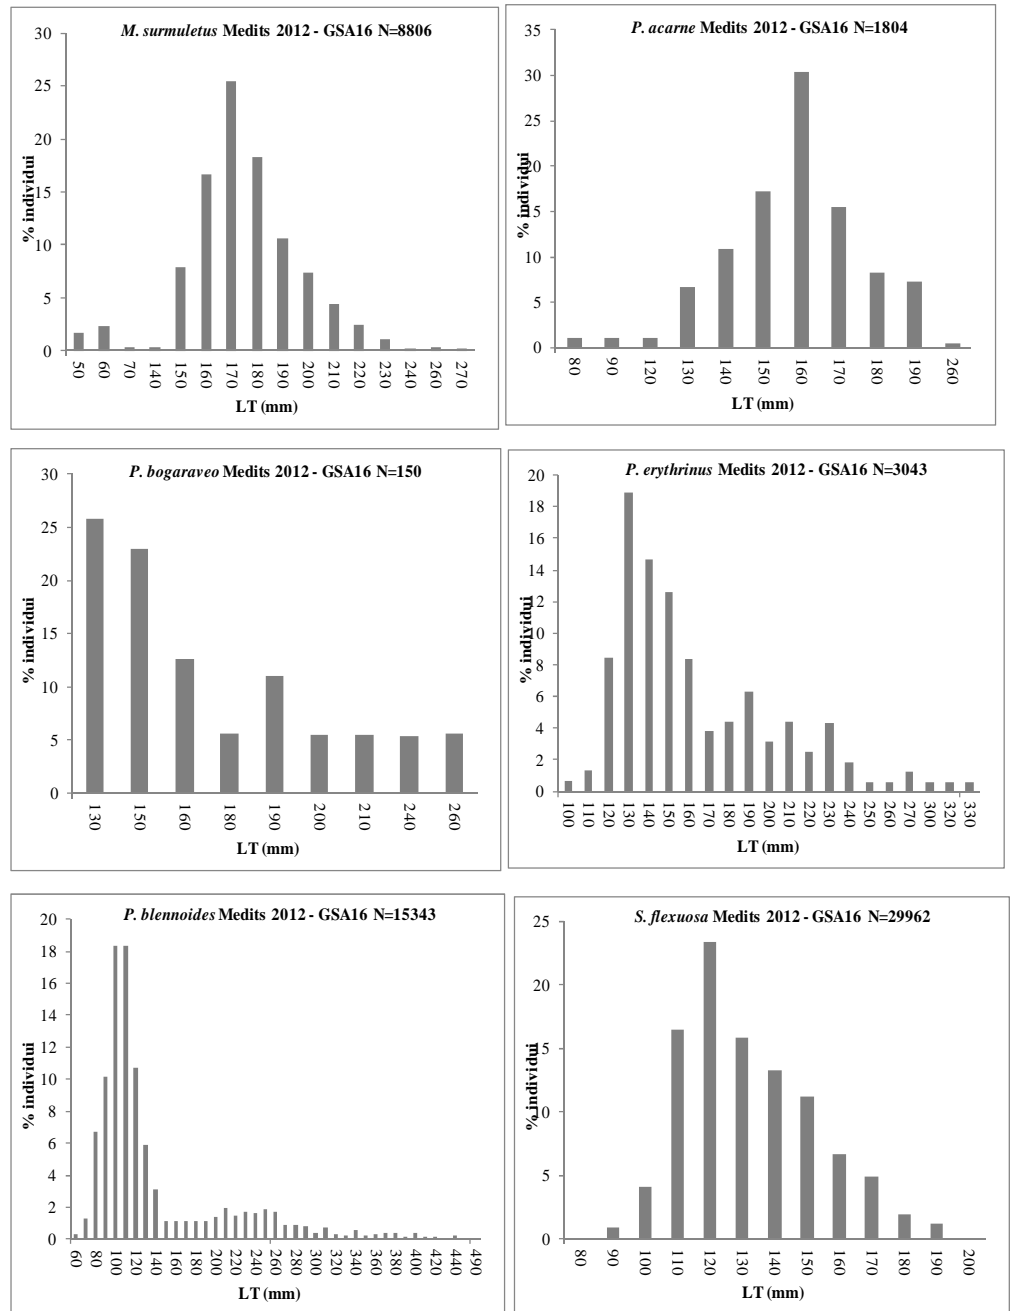 M. surmuletus Medits 2012 - GSA16 N=8806
30
25
20
15
10
5
0
% individui
50 60 70 140 150 160 170 180 190 200 210 220 230 240 260 270
LT (mm)
P. acarne Medits 2012 - GSA16 N=1804
35
30
25
20
15
10
5
0
% individui
80 90 120 130 140 150 160 170 180 190 260
LT (mm)
P. bogaraveo Medits 2012 - GSA16 N=150
30
25
20
15
10
5
0
% individui
130 150 160 180 190 200 210 240 260
LT (mm)
P. erythrinus Medits 2012 - GSA16 N=3043
20
18
16
14
12
10
8
6
4
2
0
% individui
100 110 120 130 140 150 160 170 180 190 200 210 220 230 240 250 260 270 300 320 330
LT (mm)
P. blennoides Medits 2012 - GSA16 N=15343
20
18
16
14
12
10
8
6
4
2
0
% individui
60 80 100 120 140 160 180 200 220 240 260 280 300 320 340 360 380 400 420 440 490
LT (mm)
S. flexuosa Medits 2012 - GSA16 N=29962
25
20
15
10
5
0
% individui
80 90 100 110 120 130 140 150 160 170 180 190 200
LT (mm)